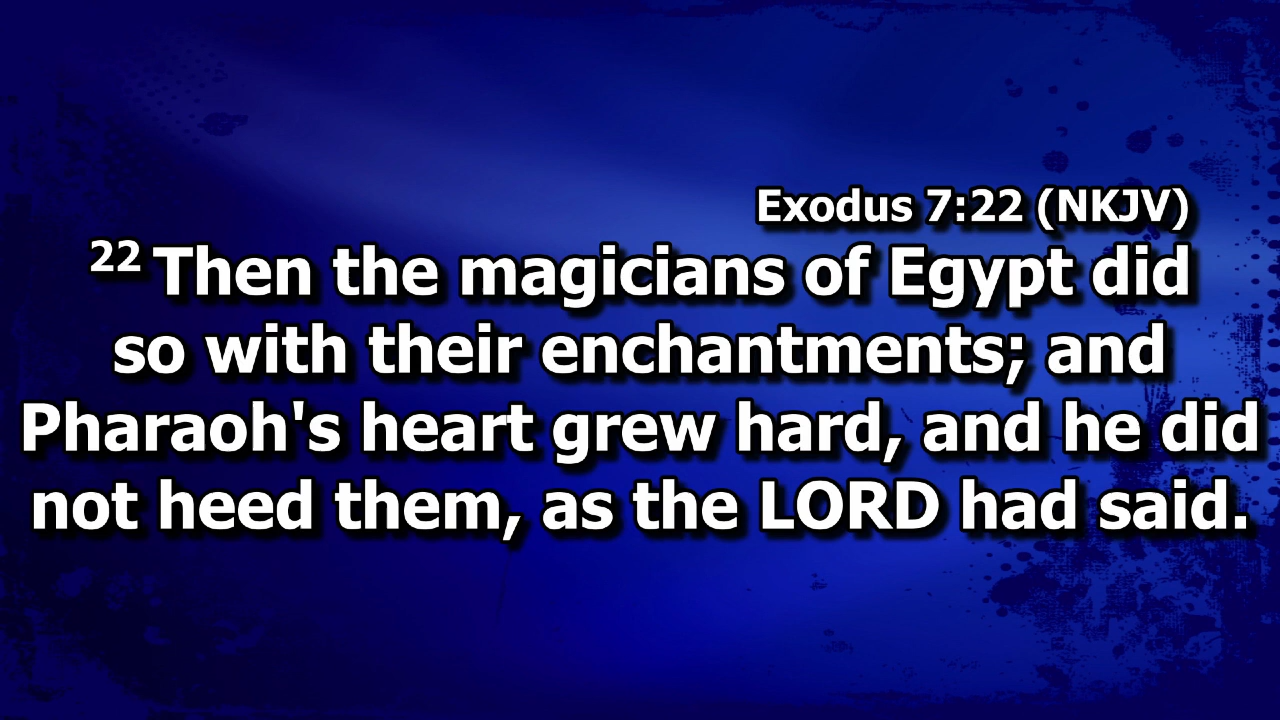 Exodus 7:22 (NKJV)
22 Then the magicians of Egypt did
so with their enchantments; and
Pharaoh's heart grew hard, and he did
not heed them, as the LORD had said.